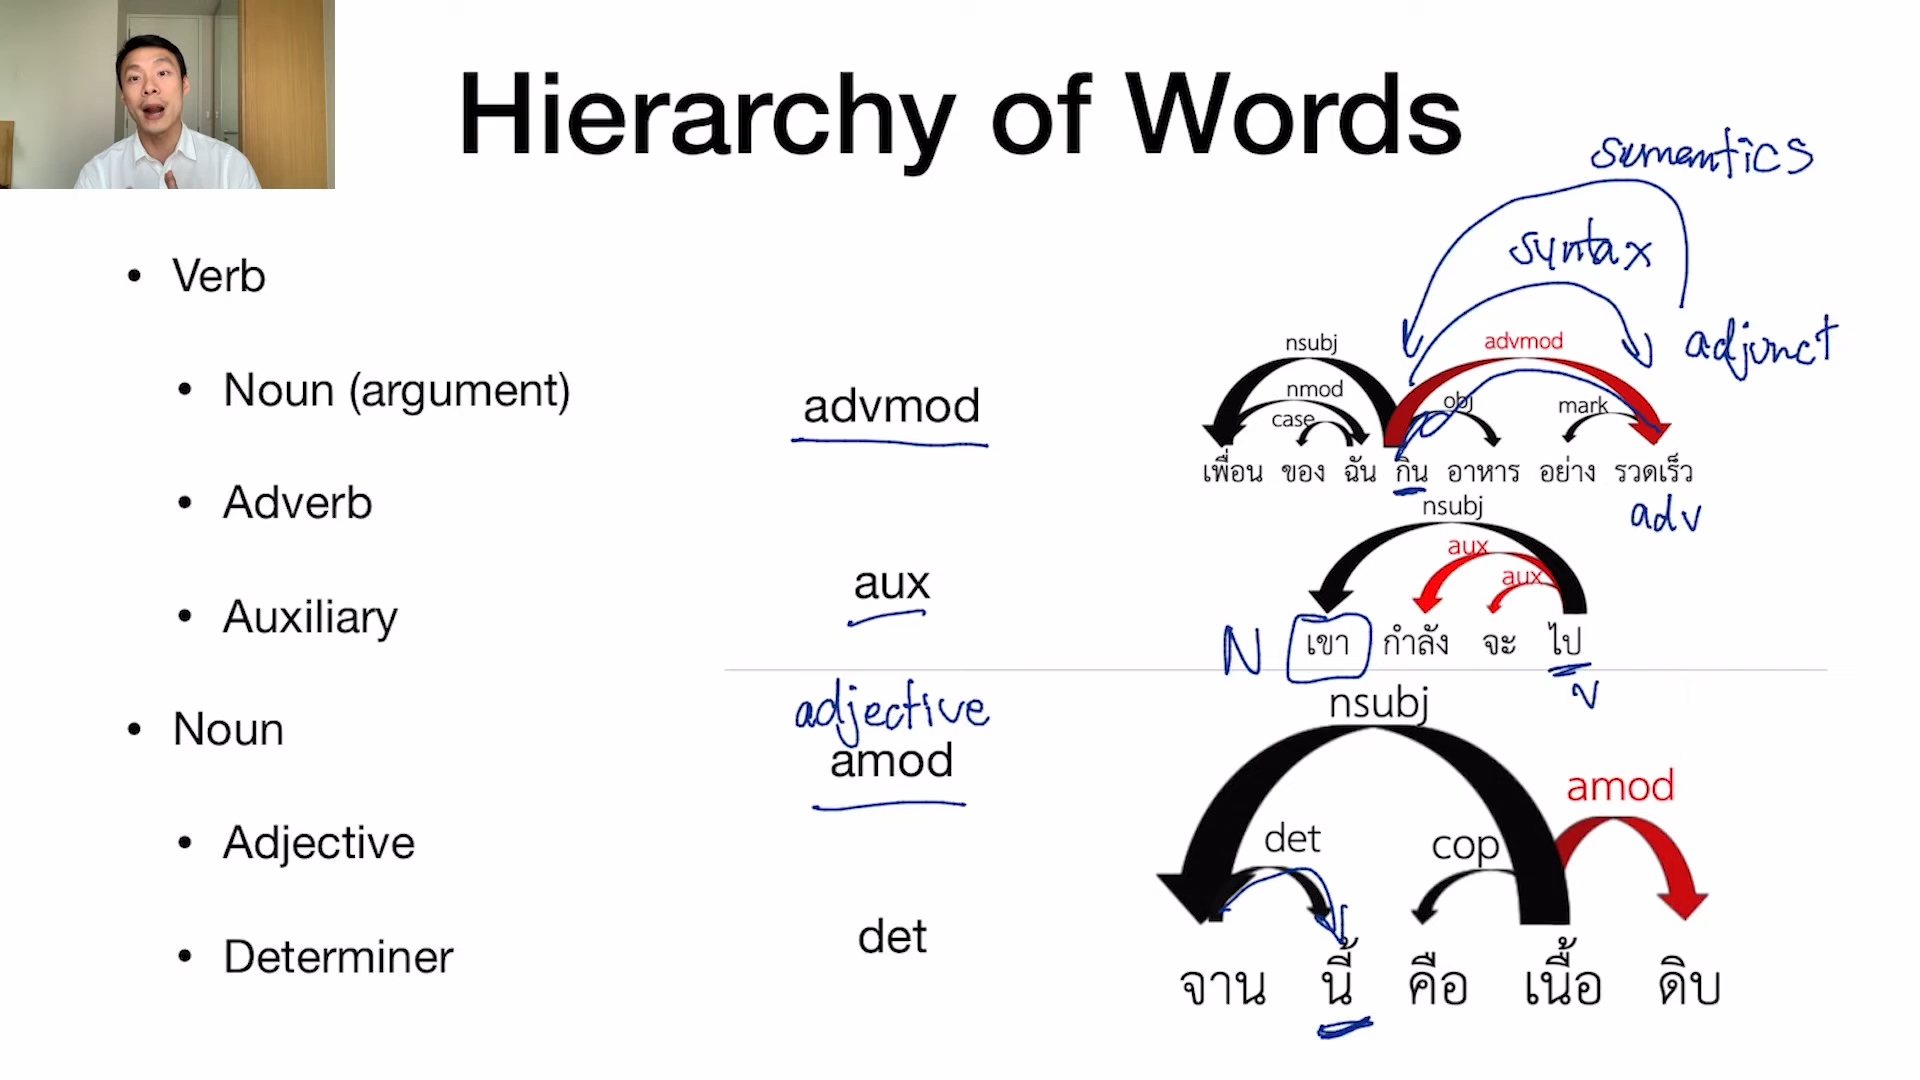 Hierarchy of Words
sumantics
syntax
adjunct
• Verb
• Noun (argument)
• Adverb
• Auxiliary
• Noun
• Adjective
• Determiner
advmod
aux
adjective
amod
det
nsubj advmod
nmod obj mark
case
เพื่อน ของ ฉัน กิน อาหาร อย่าง รวดเร็ว
adv
nsubj
aux
aux
N เขา กำลัง จะ ไป
v
nsubj
amod
det cop
จาน นี้ คือ เนื้อ ดิบ